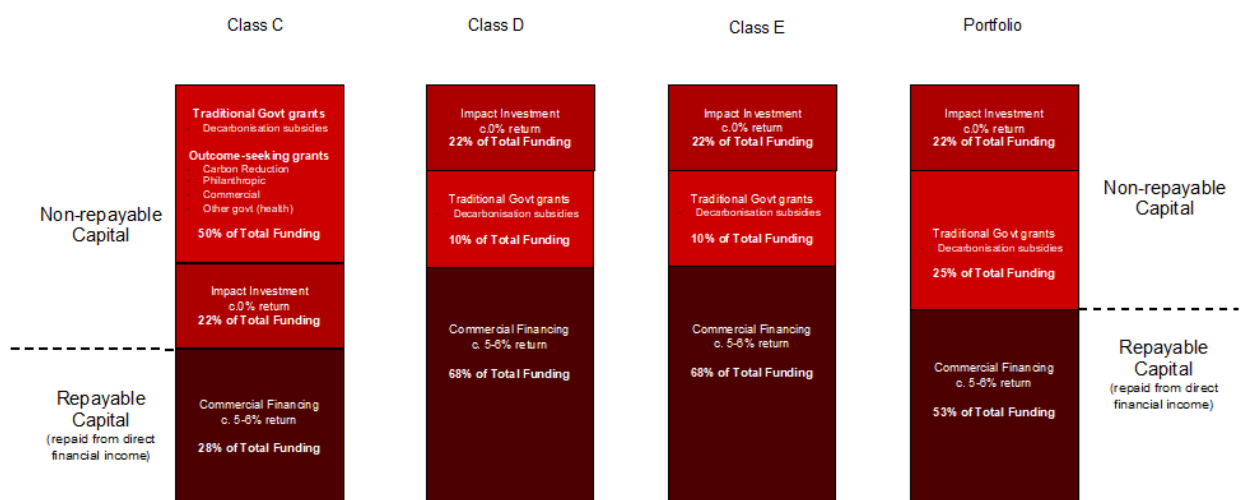 Class C
Class D
Class E
Portfolio
Non-repayable
Capital
Repayable
Capital
(repaid from direct
financial income)
Traditional Govt grants
- Decarbonisation subsidies
Outcome-seeking grants
- Carbon Reduction
- Philanthropic
- Commercial
- Other govt (health)
50% of Total Funding
Impact Investment
c.0% return
22% of Total Funding
Commercial Financing
c. 5-6% return
28% of Total Funding
Impact Investment
c.0% return
22% of Total Funding
Traditional Govt grants
- Decarbonisation subsidies
10% of Total Funding
Commercial Financing
c. 5-6% return
68% of Total Funding
Impact Investment
c.0% return
22% of Total Funding
Traditional Govt grants
- Decarbonisation subsidies
10% of Total Funding
Commercial Financing
c. 5-6% return
68% of Total Funding
Impact Investment
c.0% return
22% of Total Funding
Traditional Govt grants
Decarbonisation subsidies
25% of Total Funding
Commercial Financing
c. 5-6% return
53% of Total Funding
Non-repayable
Capital
Repayable
Capital
(repaid from direct
financial income)